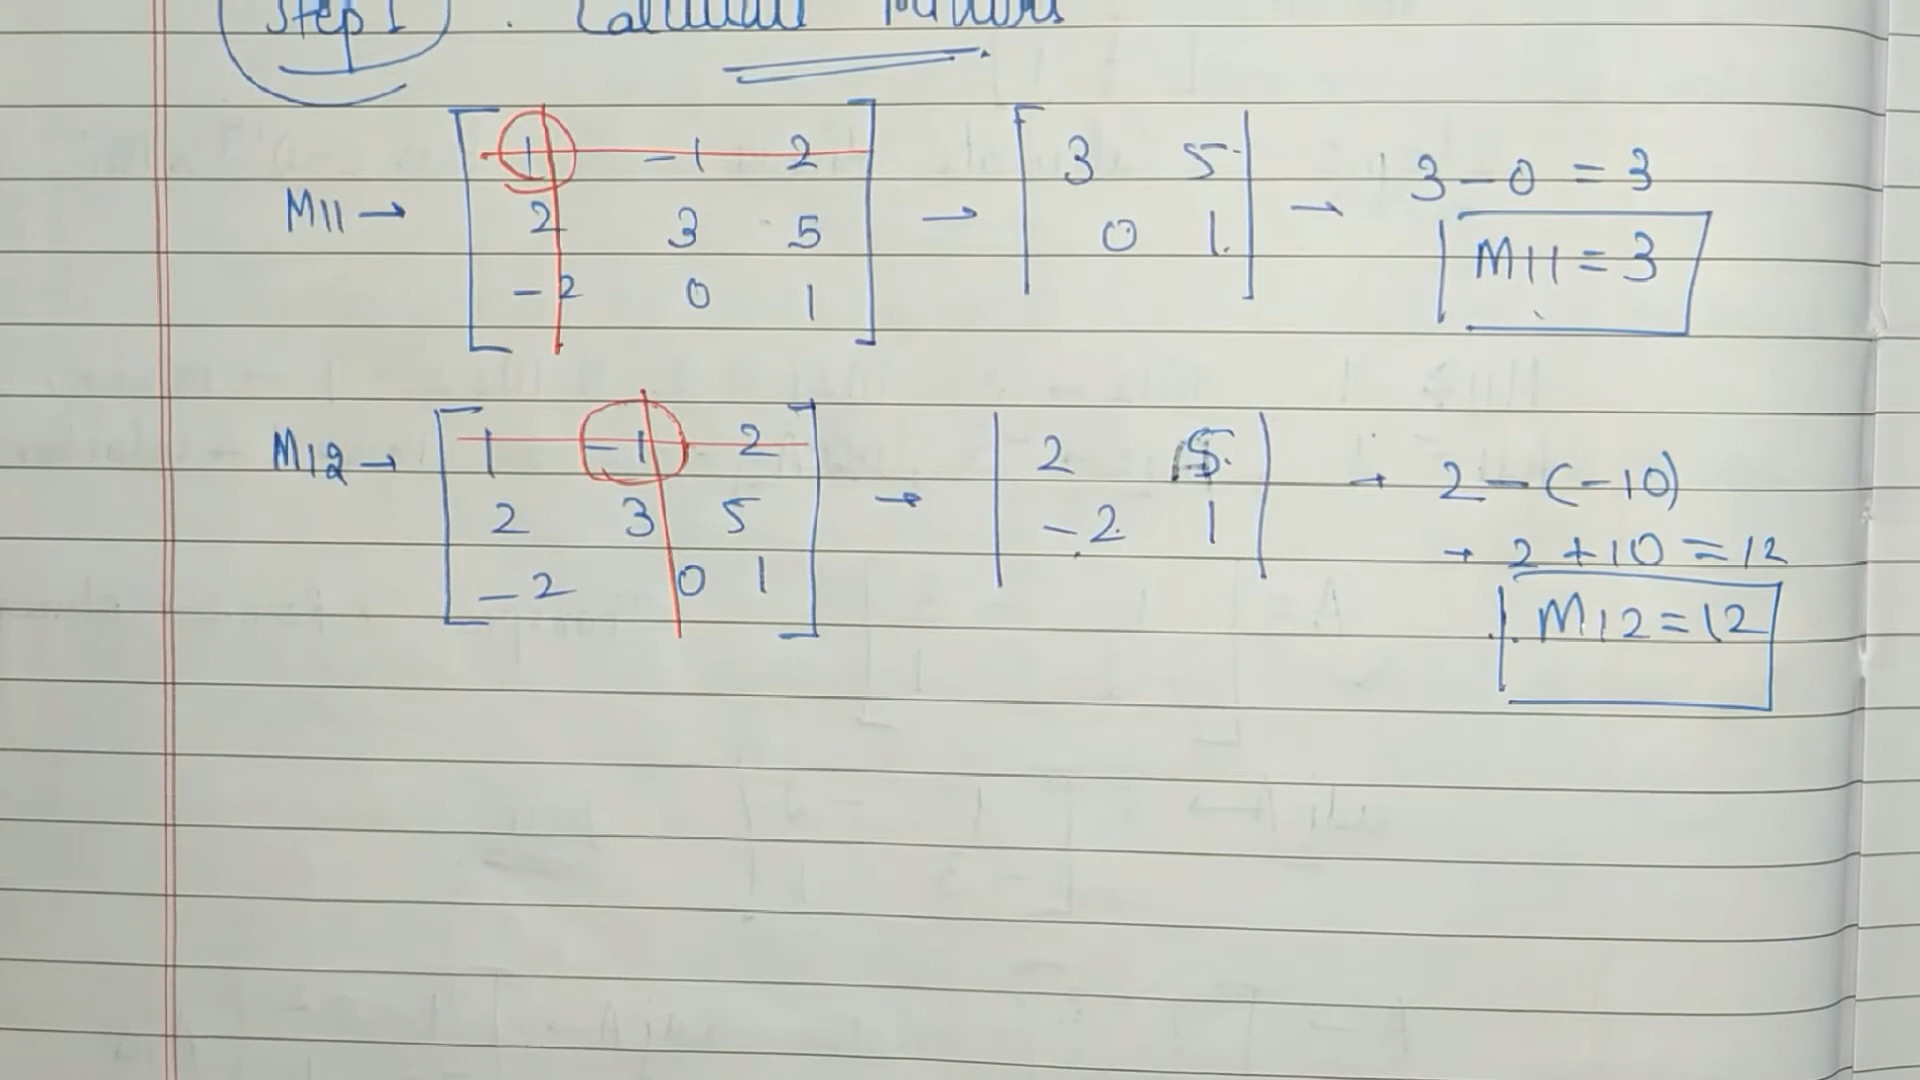 Step 1 . Calculate Minors
M11 → [ 1 -1 2 → | 3 5 | → 3 - 0 = 3
2 3 5 0 1 M11 = 3
-2 0 1 ]
M12 → [ 1 -1 2 → | 2 5 | → 2 - (-10)
2 3 5 -2 1 → 2 + 10 = 12
-2 0 1 ] M12 = 12